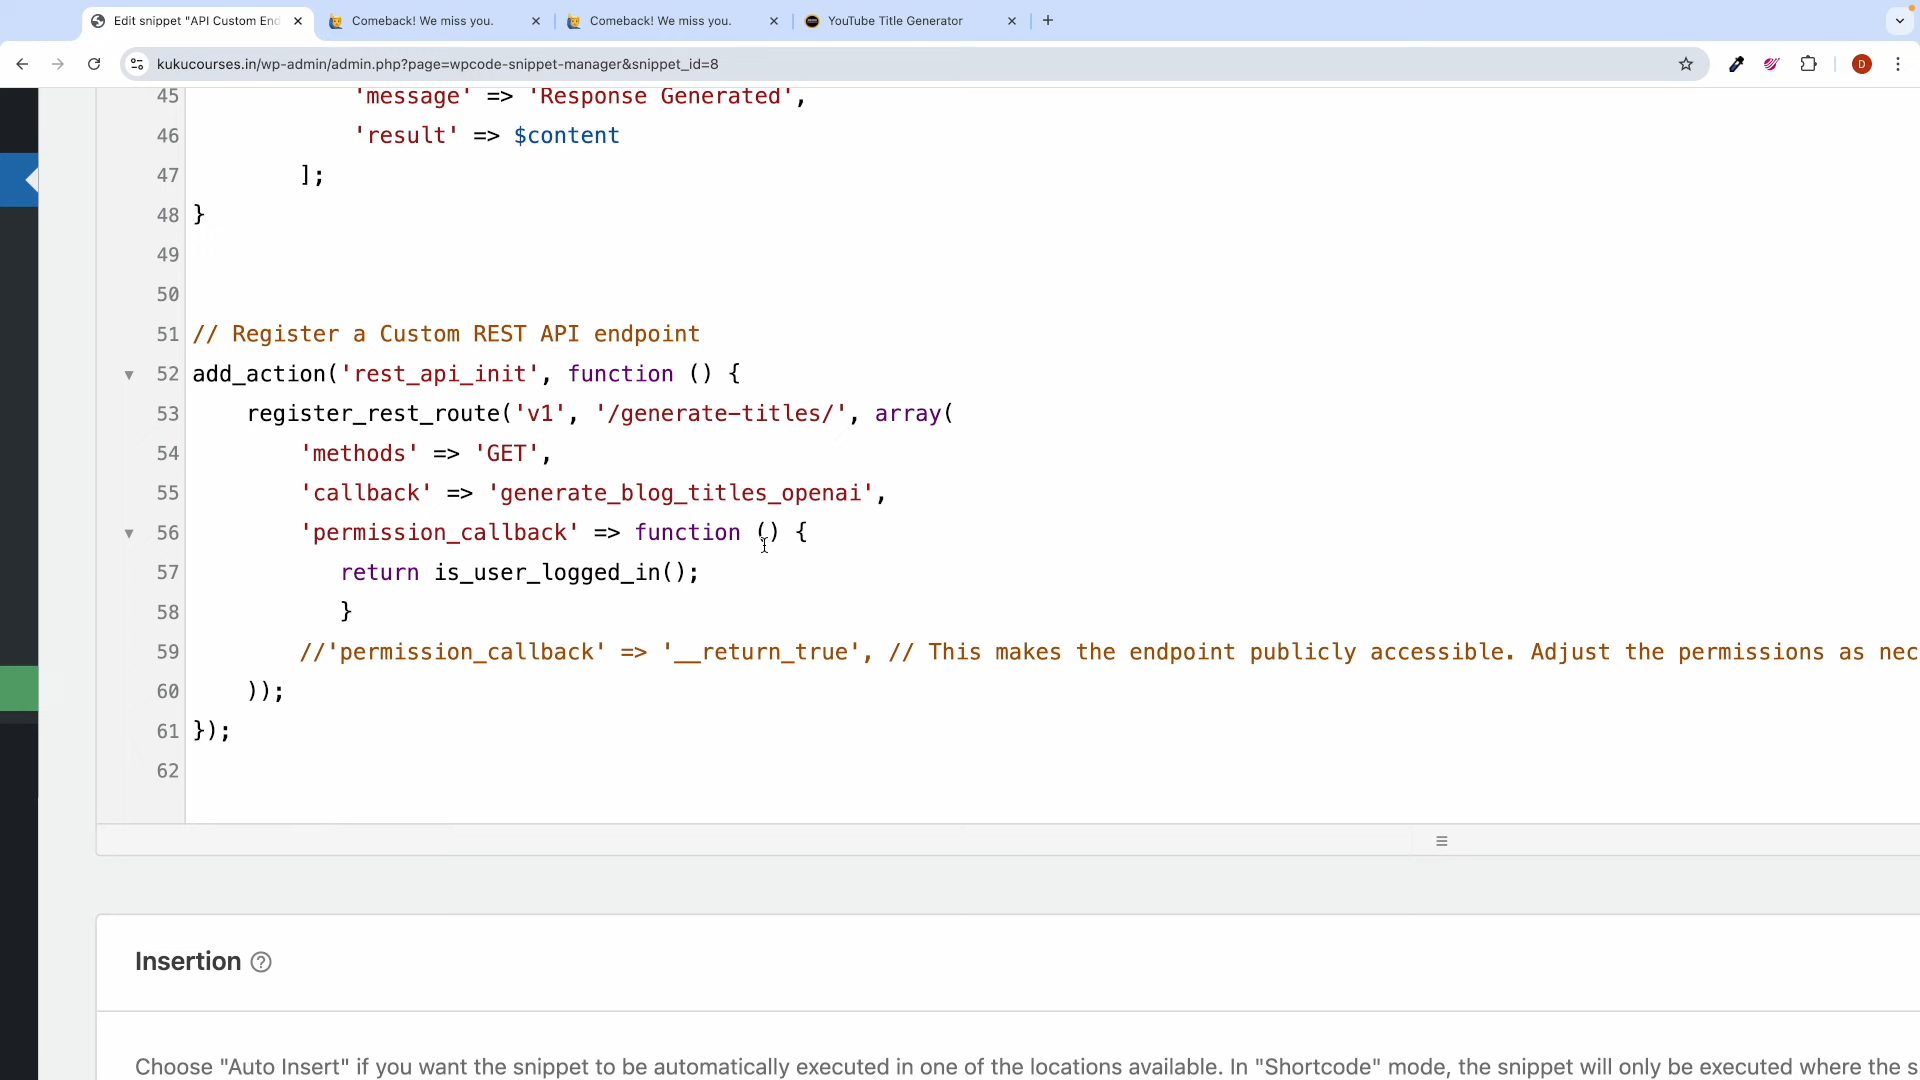 Edit snippet "API Custom End
Comeback! We miss you.
Comeback! We miss you.
YouTube Title Generator
kukucourses.in/wp-admin/admin.php?page=wpcode-snippet-manager&snippet_id=8
D
45 'message' => 'Response Generated',
46 'result' => $content
47 ];
48 }
49
50
51 // Register a Custom REST API endpoint
52 add_action('rest_api_init', function () {
53 register_rest_route('v1', '/generate-titles/', array(
54 'methods' => 'GET',
55 'callback' => 'generate_blog_titles_openai',
56 'permission_callback' => function () {
57 return is_user_logged_in();
58 }
59 //'permission_callback' => '__return_true', // This makes the endpoint publicly accessible. Adjust the permissions as nec
60 ));
61 });
62
Insertion ?
Choose "Auto Insert" if you want the snippet to be automatically executed in one of the locations available. In "Shortcode" mode, the snippet will only be executed where the s